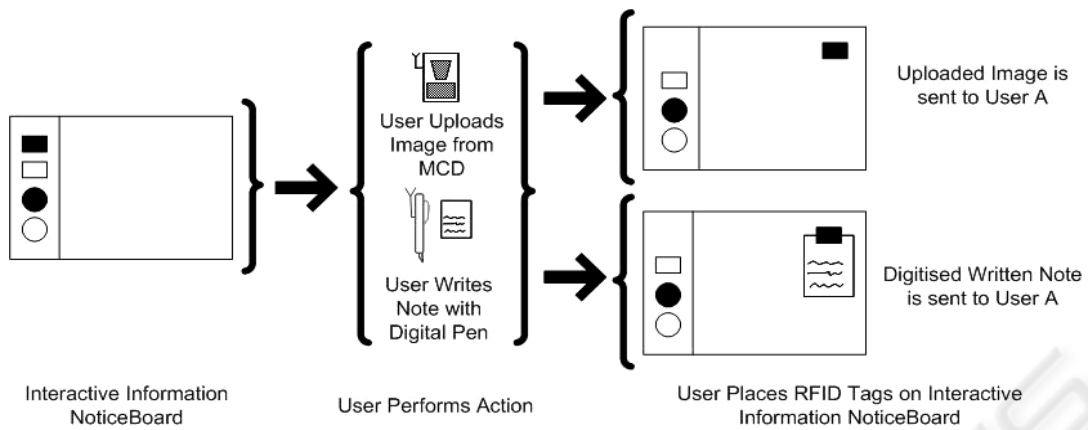 User Uploads
Image from
MCD
User Writes
Note with
Digital Pen
Uploaded Image is
sent to User A
Digitised Written Note
is sent to User A
Interactive Information
NoticeBoard
User Performs Action
User Places RFID Tags on Interactive
Information NoticeBoard